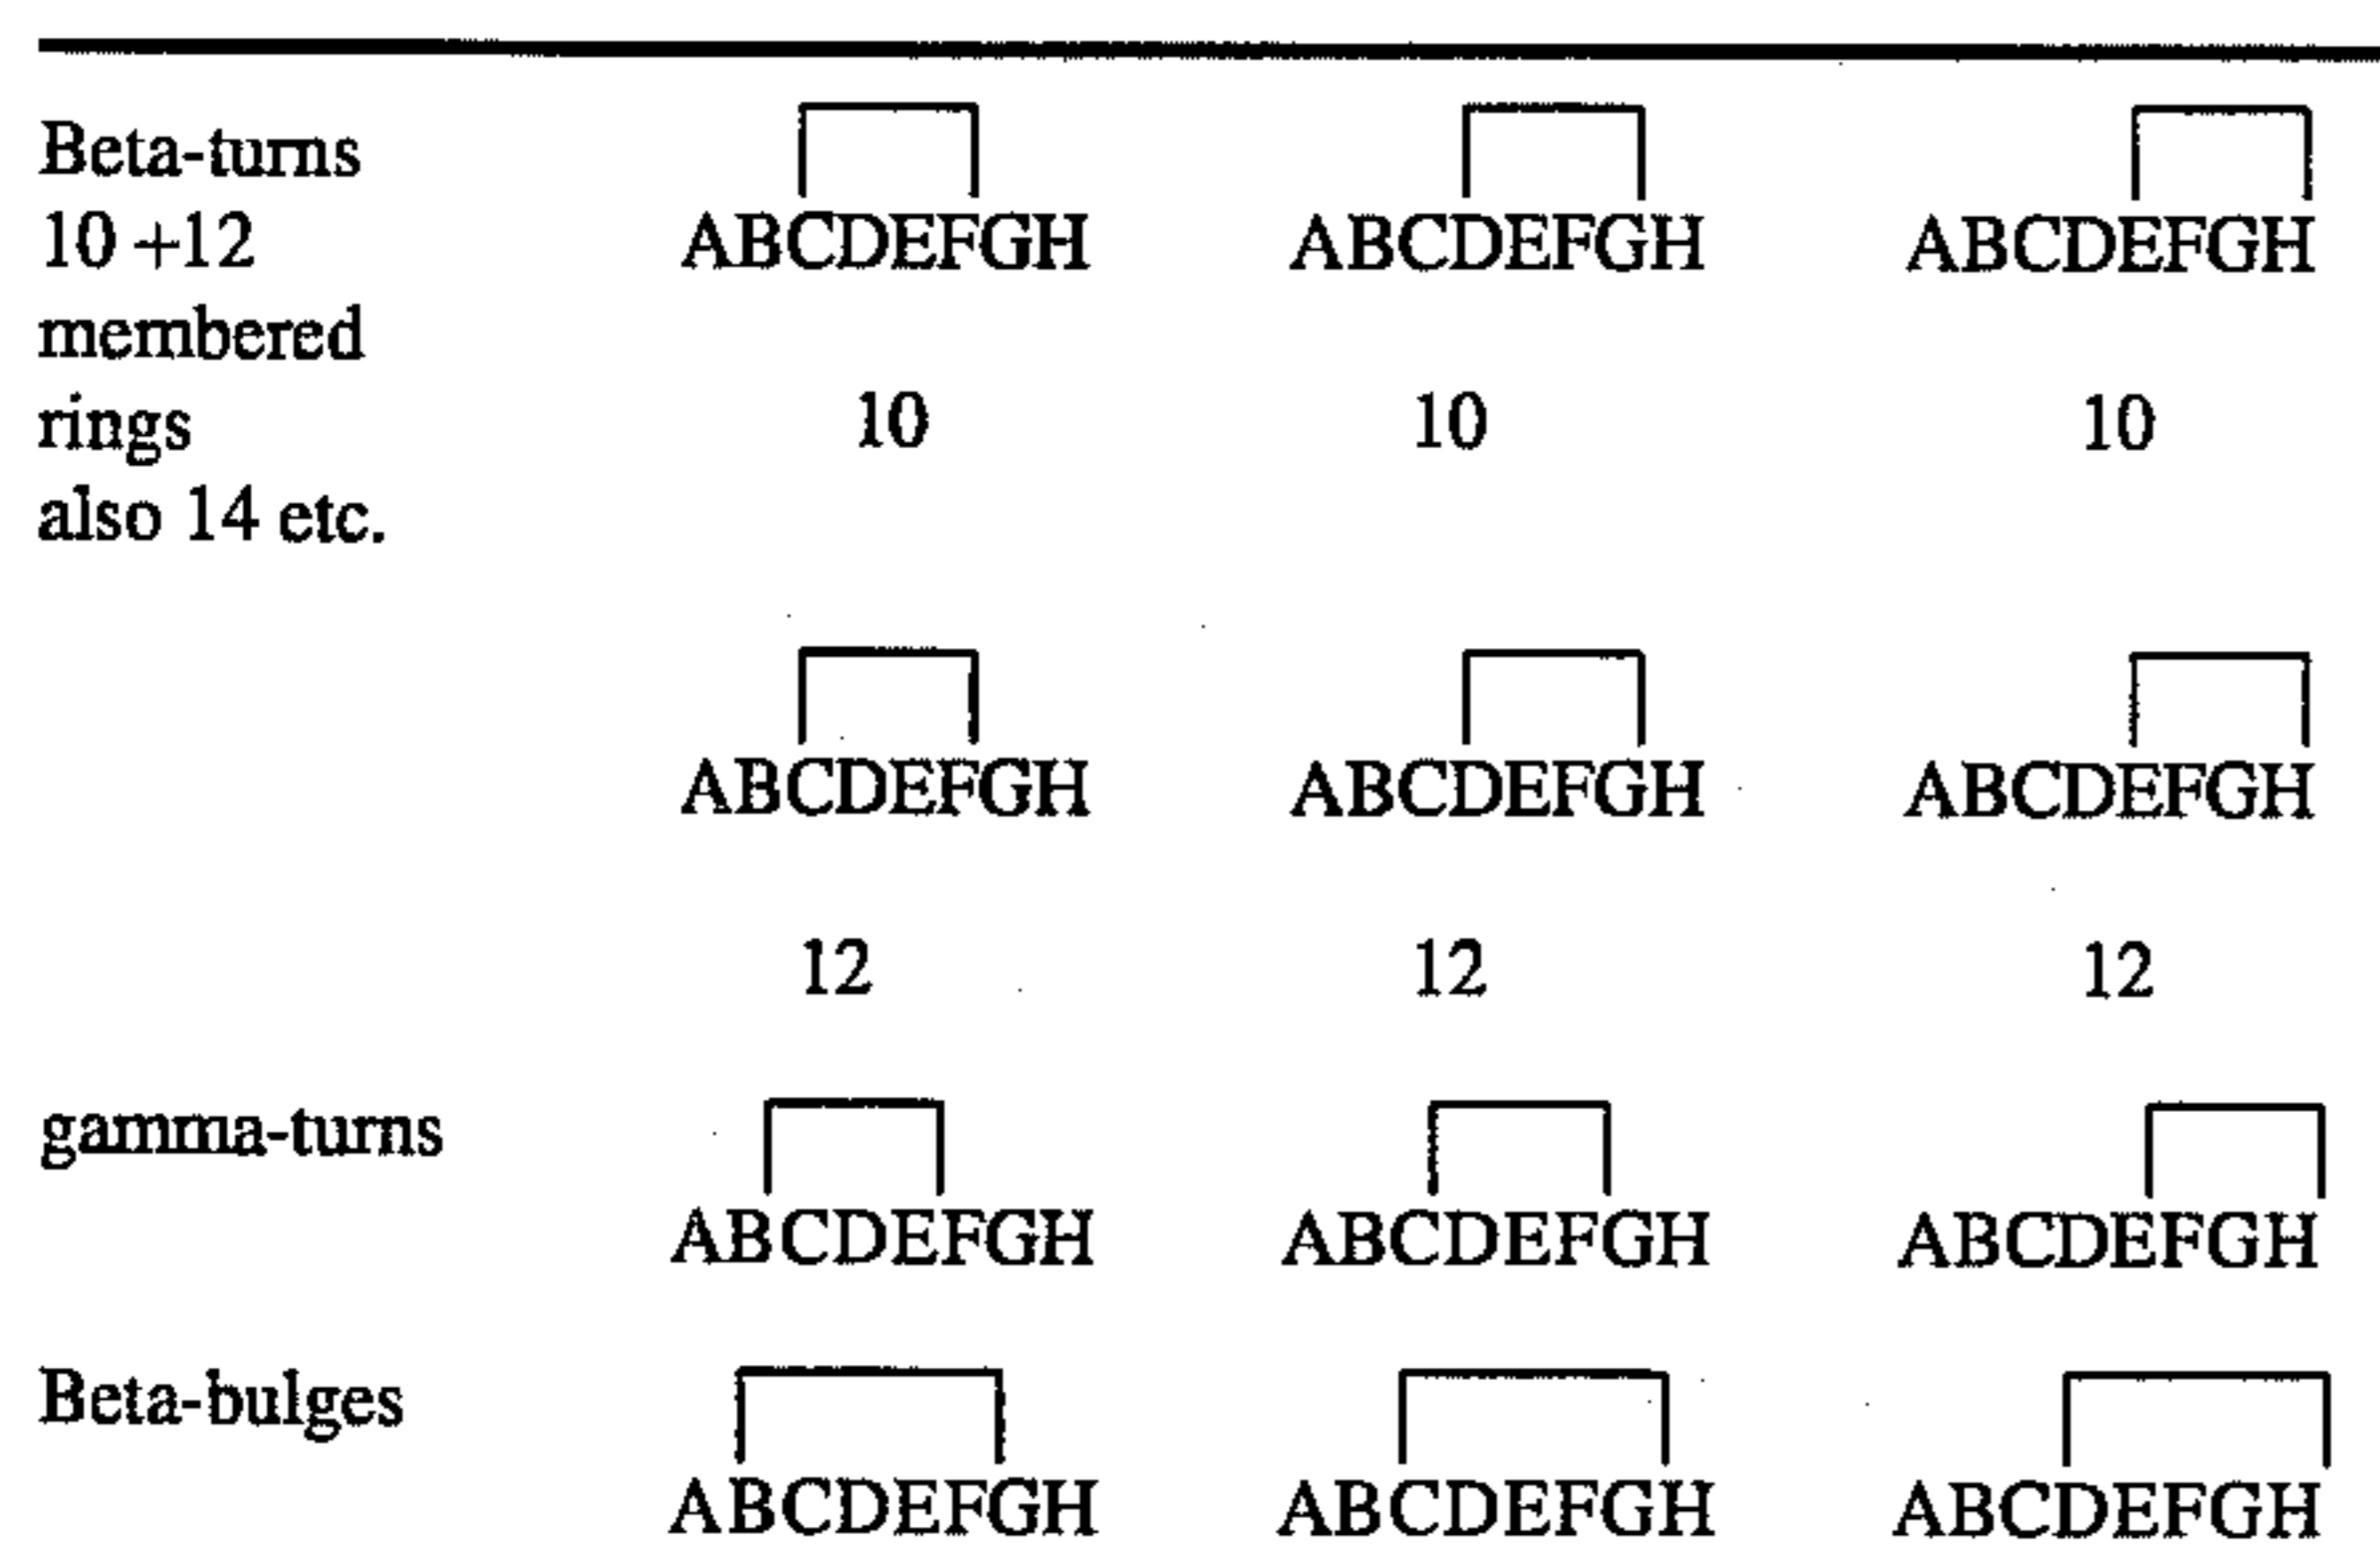 Beta-turns
10 +12 ABCDEFGH ABCDEFGH ABCDEFGH
membered
rings 10 10 10
also 14 etc.
ABCDEFGH ABCDEFGH ABCDEFGH
12 12 12
gamma-turns
ABCDEFGH ABCDEFGH ABCDEFGH
Beta-bulges
ABCDEFGH ABCDEFGH ABCDEFGH